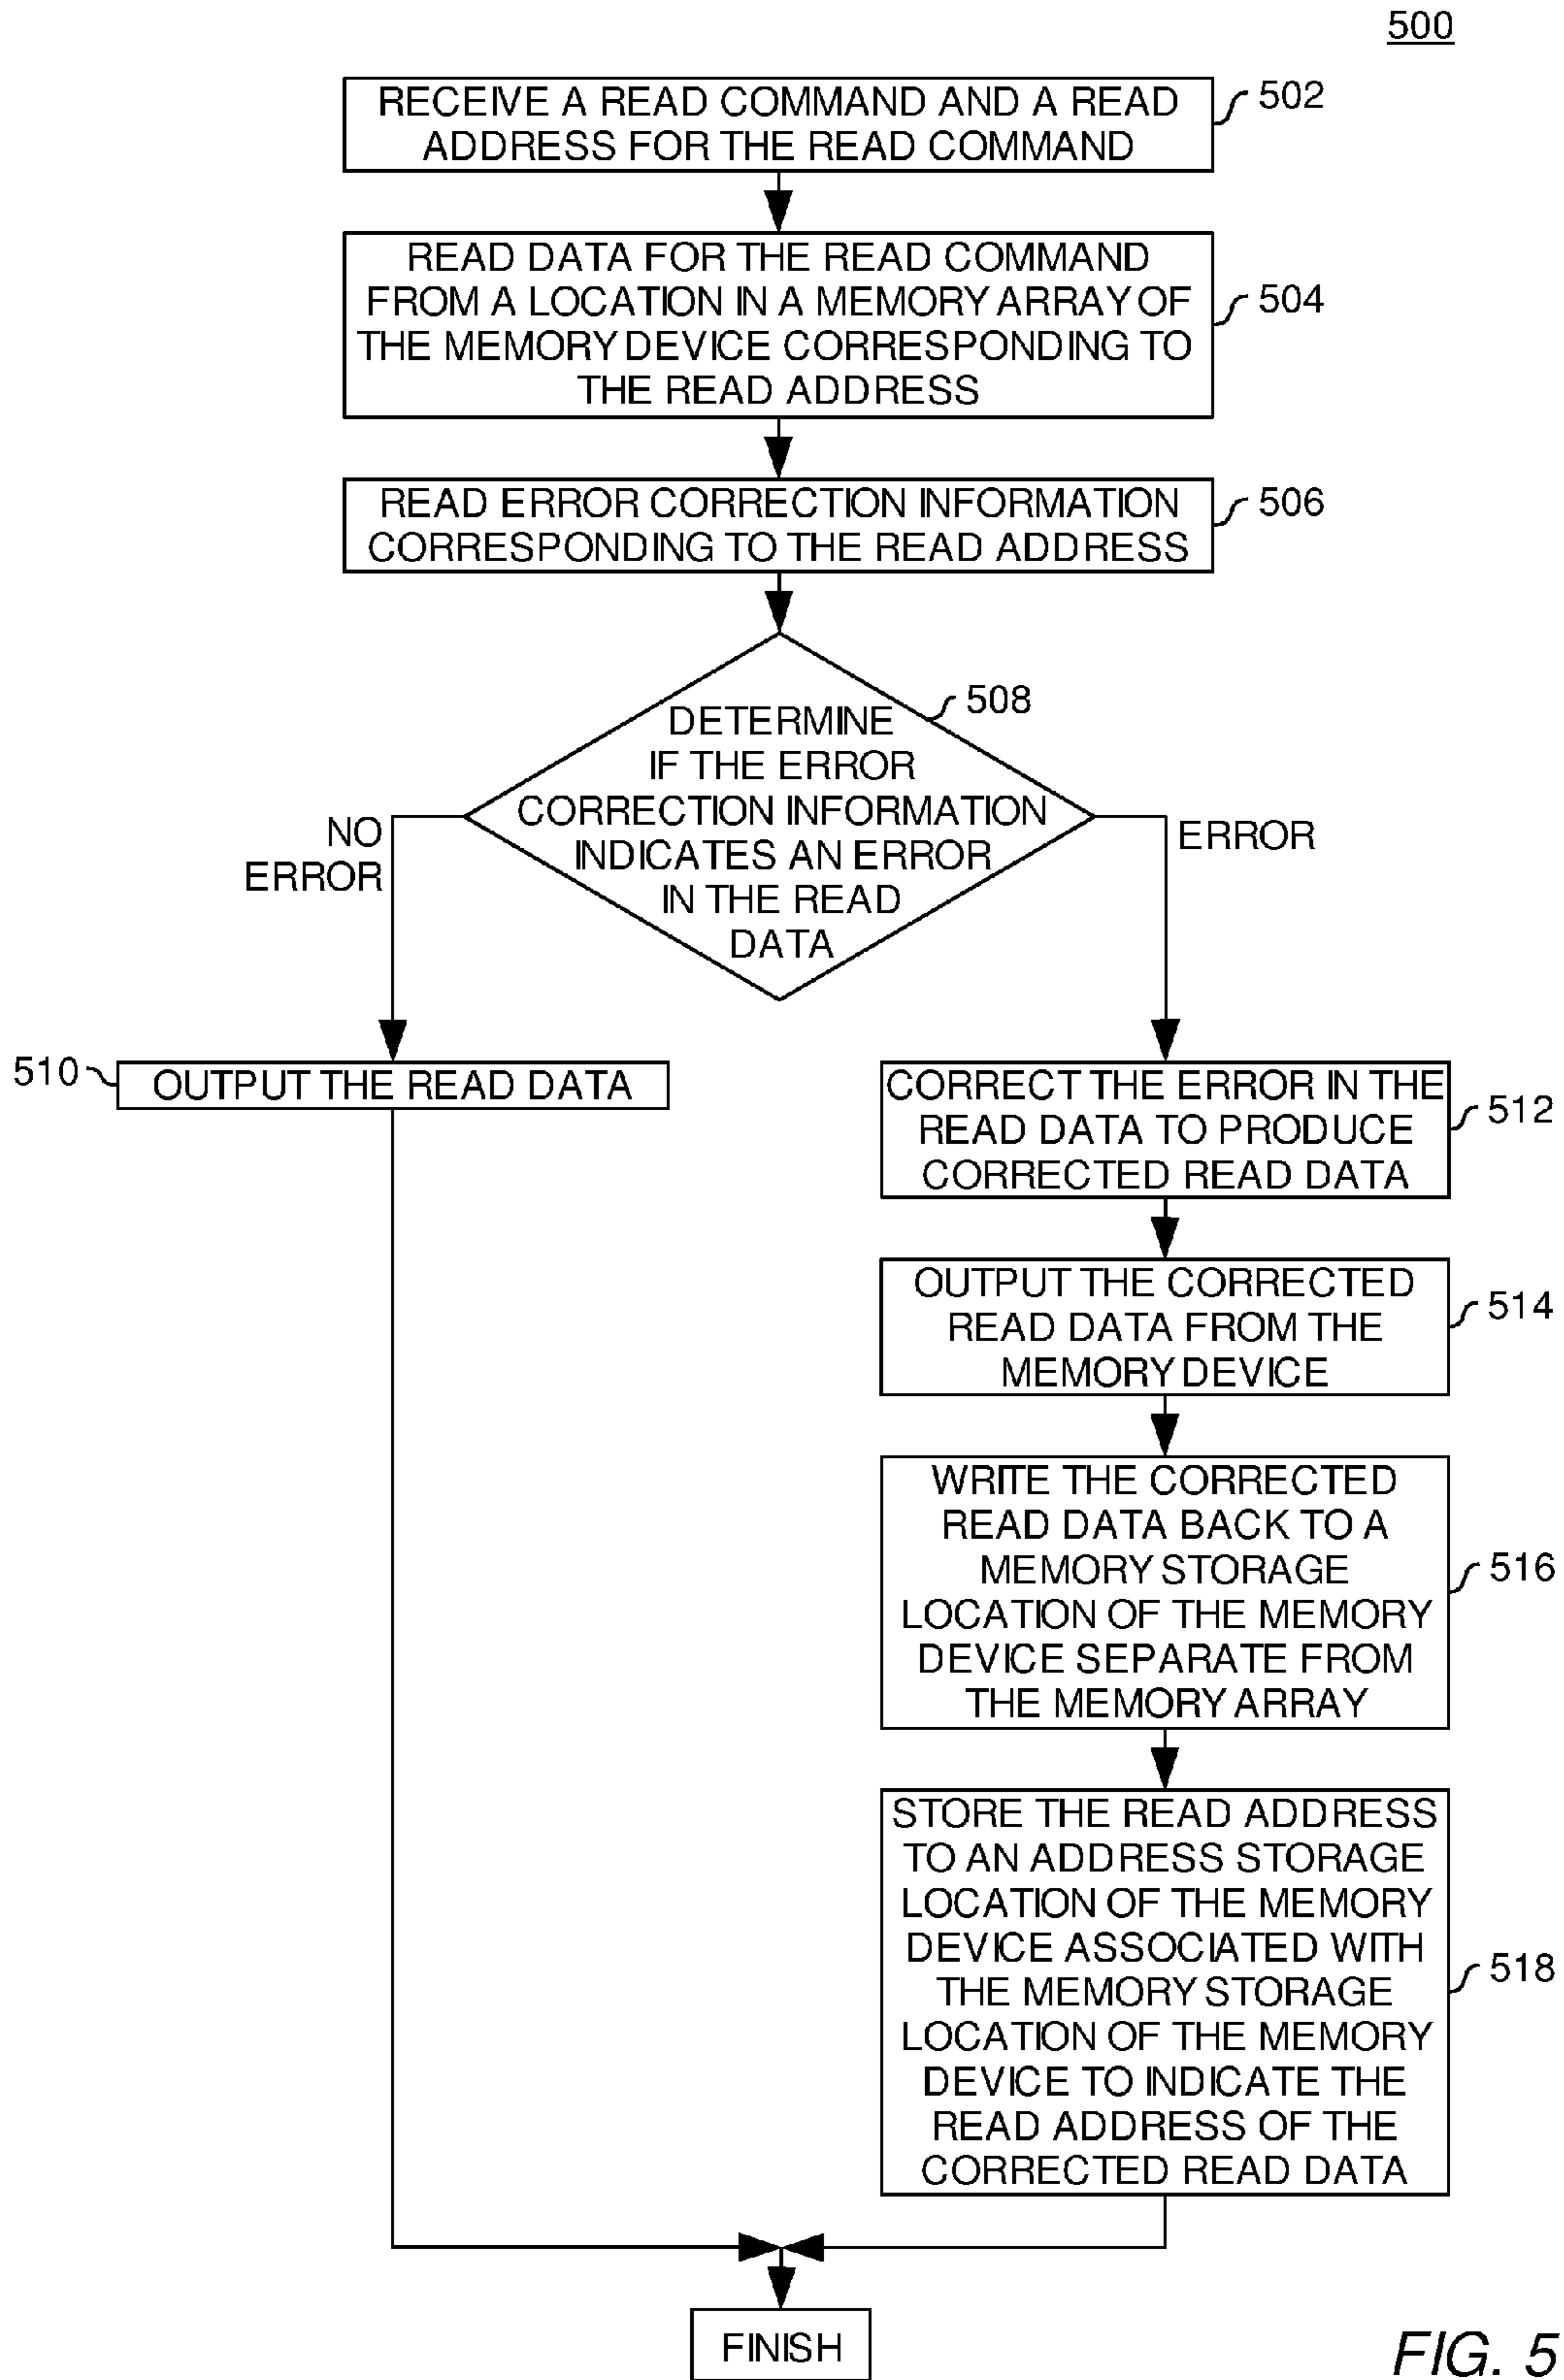 500
RECEIVE A READ COMMAND AND A READ
ADDRESS FOR THE READ COMMAND
502
READ DATA FOR THE READ COMMAND
FROM A LOCATION IN A MEMORY ARRAY OF
THE MEMORY DEVICE CORRESPONDING TO
THE READ ADDRESS
504
READ ERROR CORRECTION INFORMATION
CORRESPONDING TO THE READ ADDRESS
506
DETERMINE
IF THE ERROR
CORRECTION INFORMATION
INDICATES AN ERROR
IN THE READ
DATA
508
NO
ERROR
ERROR
510
OUTPUT THE READ DATA
CORRECT THE ERROR IN THE
READ DATA TO PRODUCE
CORRECTED READ DATA
512
OUTPUT THE CORRECTED
READ DATA FROM THE
MEMORY DEVICE
514
WRITE THE CORRECTED
READ DATA BACK TO A
MEMORY STORAGE
LOCATION OF THE MEMORY
DEVICE SEPARATE FROM
THE MEMORY ARRAY
516
STORE THE READ ADDRESS
TO AN ADDRESS STORAGE
LOCATION OF THE MEMORY
DEVICE ASSOCIATED WITH
THE MEMORY STORAGE
LOCATION OF THE MEMORY
DEVICE TO INDICATE THE
READ ADDRESS OF THE
CORRECTED READ DATA
518
FINISH
FIG. 5